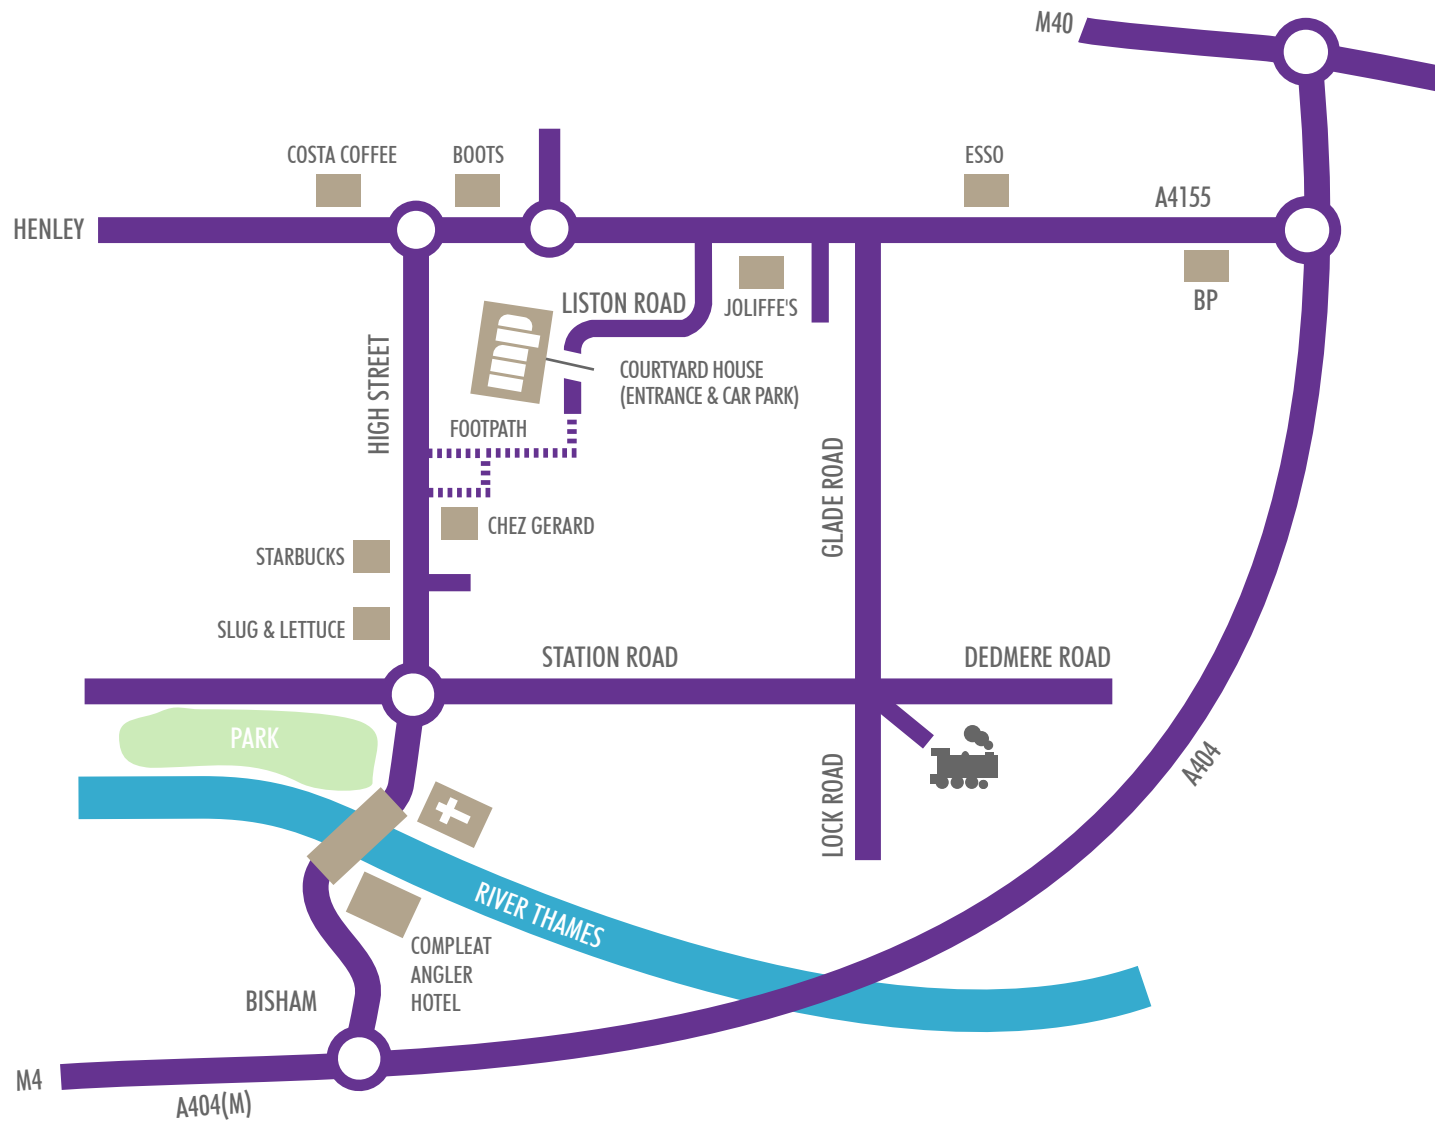 M40
COSTA COFFEE
BOOTS
ESSO
A4155
HENLEY
LISTON ROAD
JOLIFFE'S
BP
HIGH STREET
COURTYARD HOUSE
(ENTRANCE & CAR PARK)
FOOTPATH
GLADE ROAD
CHEZ GERARD
STARBUCKS
SLUG & LETTUCE
STATION ROAD
DEDMERE ROAD
PARK
A404
LOCK ROAD
RIVER THAMES
COMPLEAT
ANGLER
HOTEL
BISHAM
M4
A404(M)